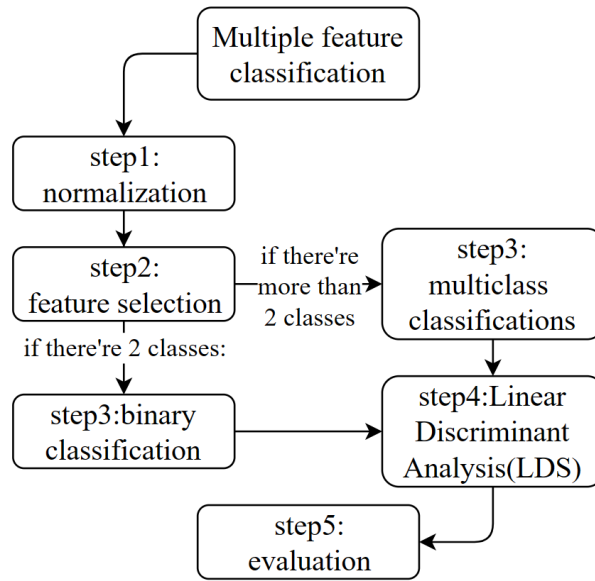 Multiple feature
classification
step1:
normalization
step2:
feature selection
if there're
more than
2 classes
step3:
multiclass
classifications
if there're 2 classes:
step3:binary
classification
step4:Linear
Discriminant
Analysis(LDS)
step5:
evaluation